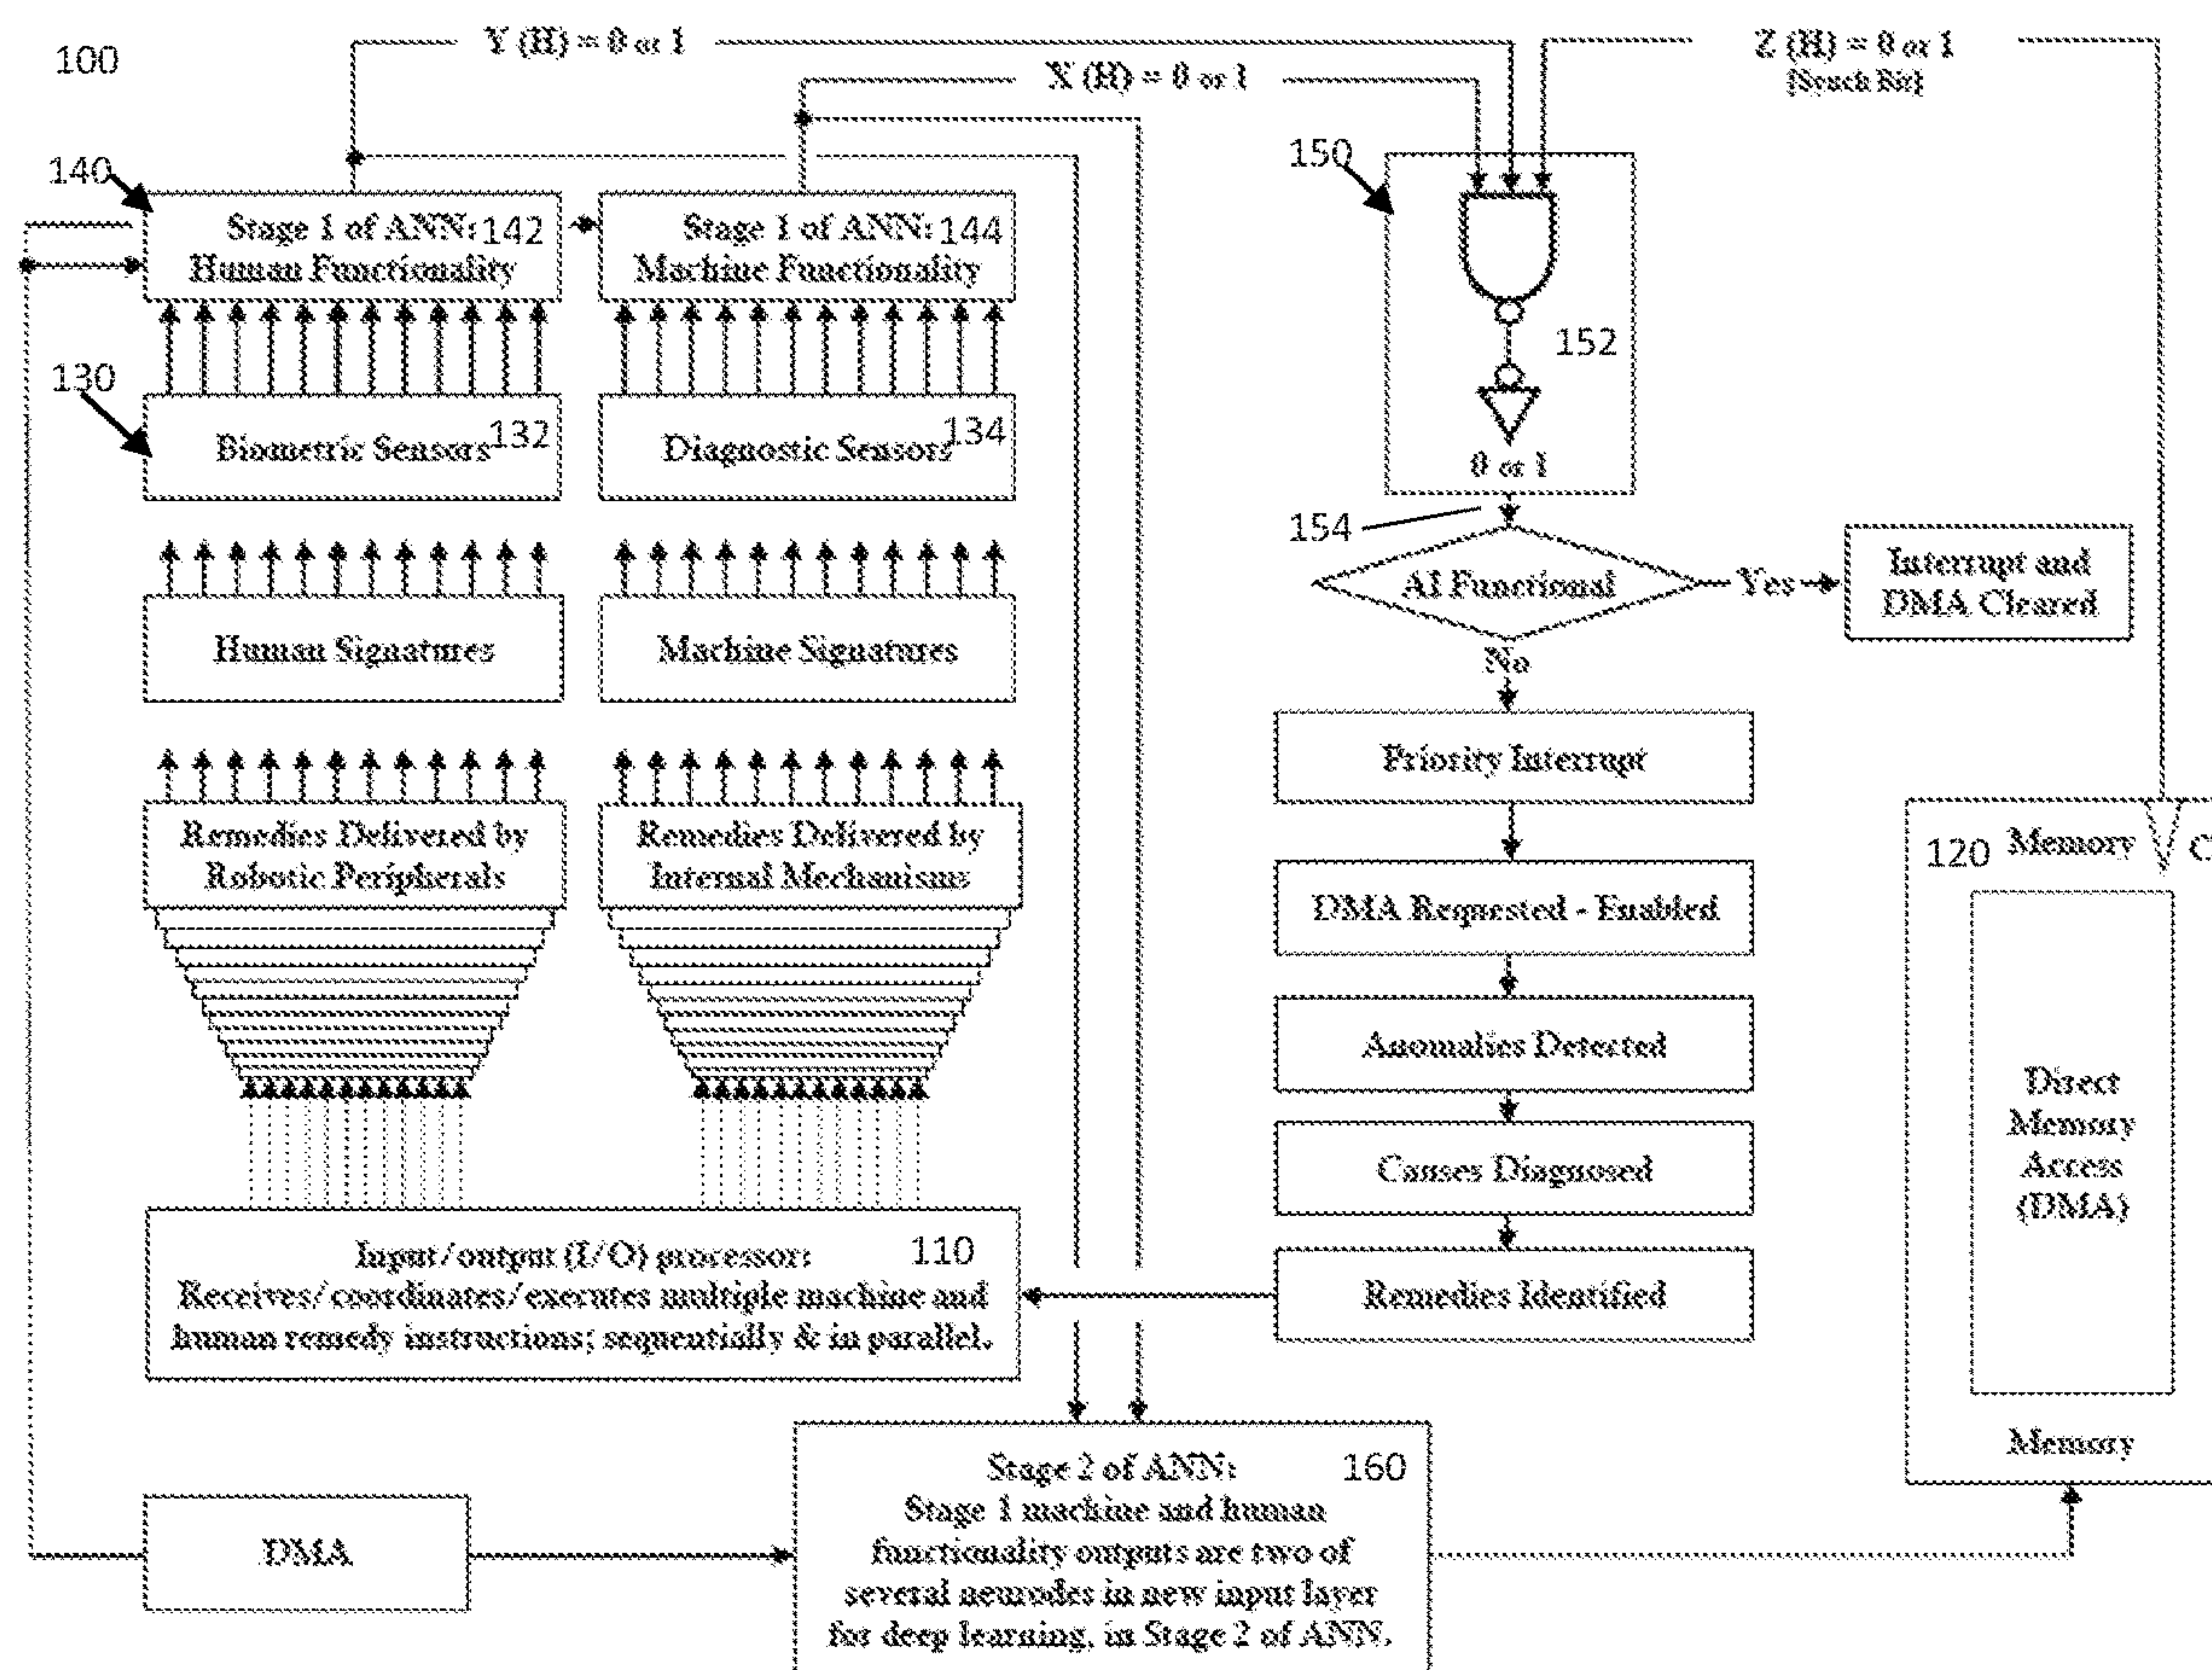 100
Y (H) = 0 or 1
X (H) = 0 or 1
Z (H) = 0 or 1
[Synch Bit]
140
Stage 1 of ANN:
Human Functionality
142
Stage 1 of ANN:
Machine Functionality
144
150
152
0 or 1
154
130
Biometric Sensors
132
Diagnostic Sensors
134
AI Functional
Yes
Interrupt and
DMA Cleared
No
Human Signatures
Machine Signatures
Priority Interrupt
Remedies Delivered by
Robotic Peripherals
Remedies Delivered by
Internal Mechanisms
DMA Requested - Enabled
Anomalies Detected
Causes Diagnosed
Remedies Identified
120
Memory
Direct
Memory
Access
(DMA)
Memory
Input/output (I/O) processor:
110
Receives/coordinates/executes multiple machine and
human remedy instructions; sequentially & in parallel.
DMA
Stage 2 of ANN:
160
Stage 1 machine and human
functionality outputs are two of
several neurodes in new input layer
for deep learning, in Stage 2 of ANN.